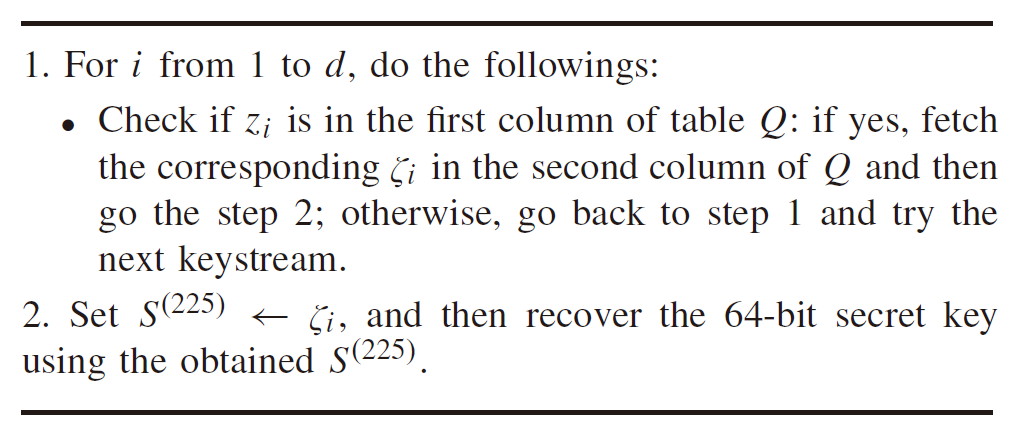 1. For i from 1 to d, do the followings:
• Check if z_i is in the first column of table Q: if yes, fetch
the corresponding ζ_i in the second column of Q and then
go the step 2; otherwise, go back to step 1 and try the
next keystream.
2. Set S^(225) ← ζ_i, and then recover the 64-bit secret key
using the obtained S^(225).